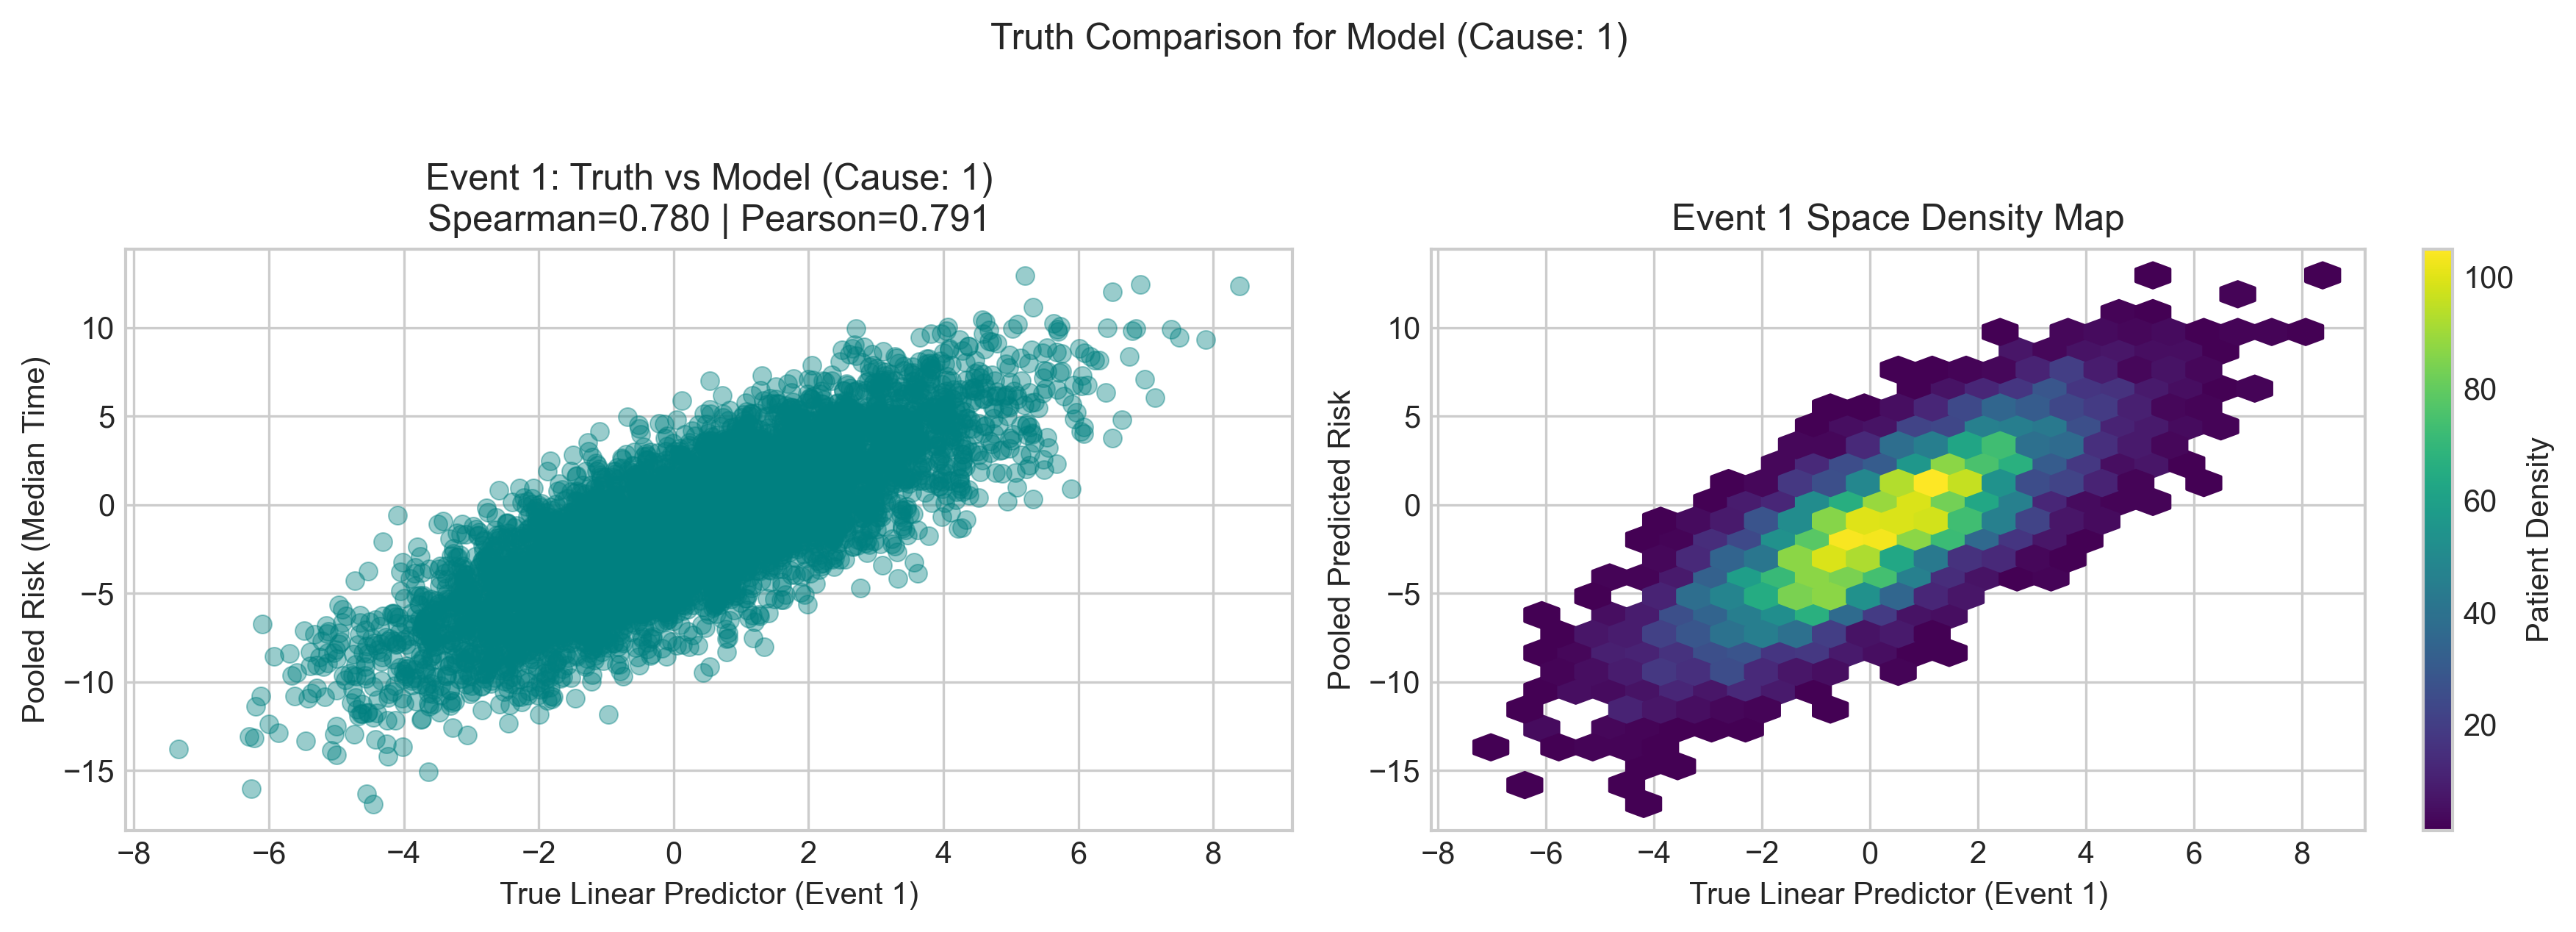 Truth Comparison for Model (Cause: 1)
Event 1: Truth vs Model (Cause: 1)
Spearman=0.780 | Pearson=0.791
Pooled Risk (Median Time)
10
5
0
−5
−10
−15
−8 −6 −4 −2 0 2 4 6 8
True Linear Predictor (Event 1)
Event 1 Space Density Map
Pooled Predicted Risk
10
5
0
−5
−10
−15
−8 −6 −4 −2 0 2 4 6 8
True Linear Predictor (Event 1)
100
80
60
40
20
Patient Density